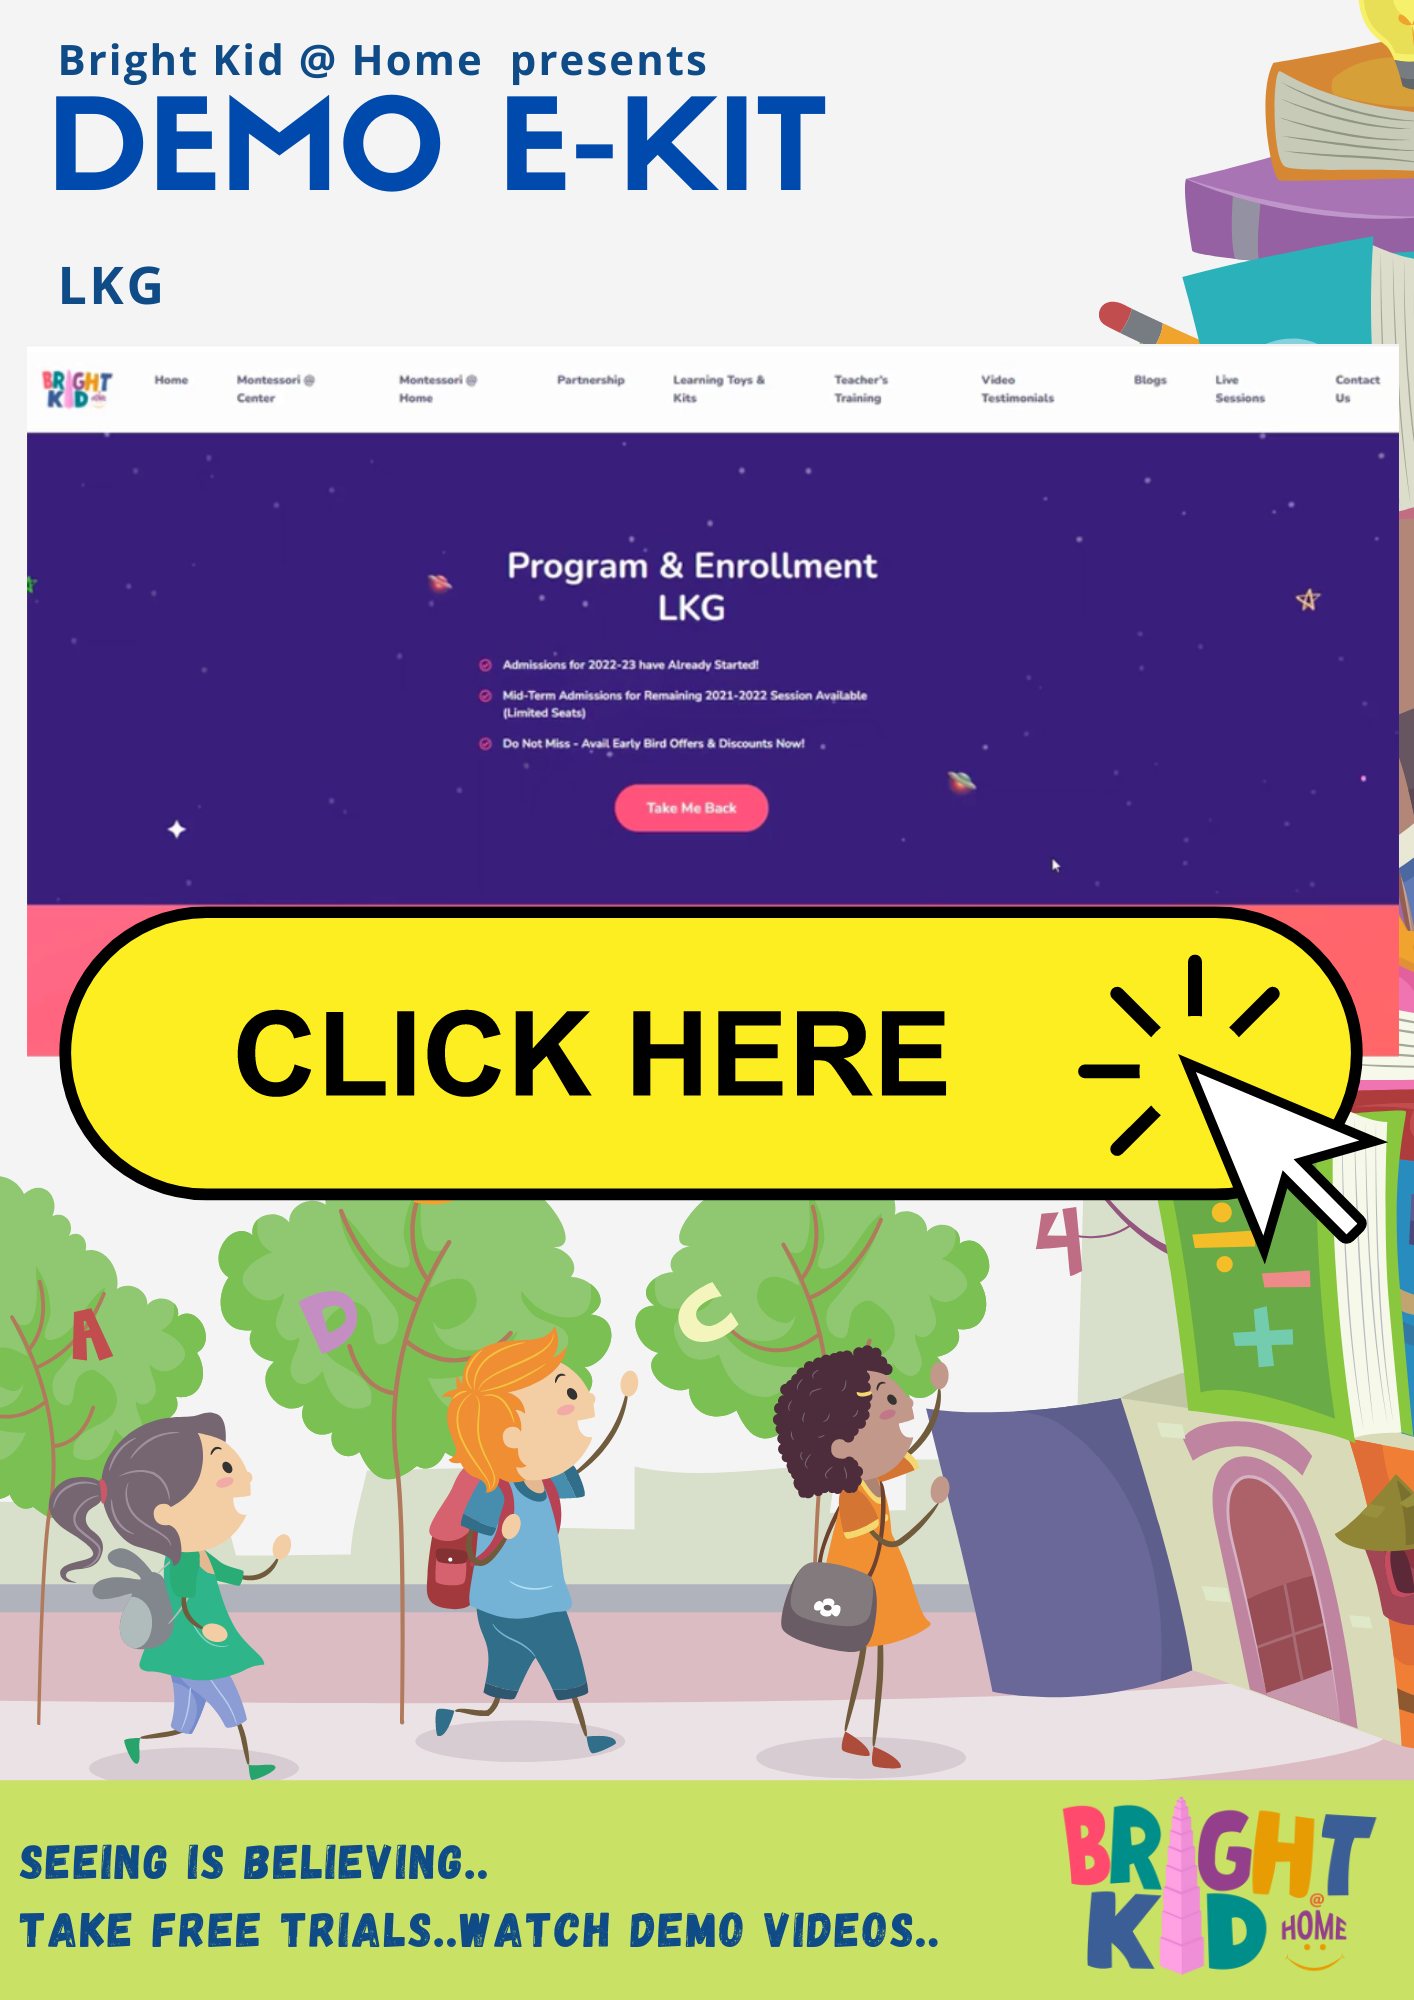 Bright Kid @ Home presents
DEMO E-KIT
LKG
BRIGHT
KID
Home
Montessori @
Center
Montessori @
Home
Partnership
Learning Toys &
Kits
Teacher's
Training
Video
Testimonials
Blogs
Live
Sessions
Contact
Us
Program & Enrollment
LKG
Admissions for 2022-23 have Already Started!
Mid-Term Admissions for Remaining 2021-2022 Session Available
(Limited Seats)
Do Not Miss - Avail Early Bird Offers & Discounts Now!
Take Me Back
CLICK HERE
4
A
D
C
SEEING IS BELIEVING..
TAKE FREE TRIALS..WATCH DEMO VIDEOS..
BRIGHT
KID
@
HOME